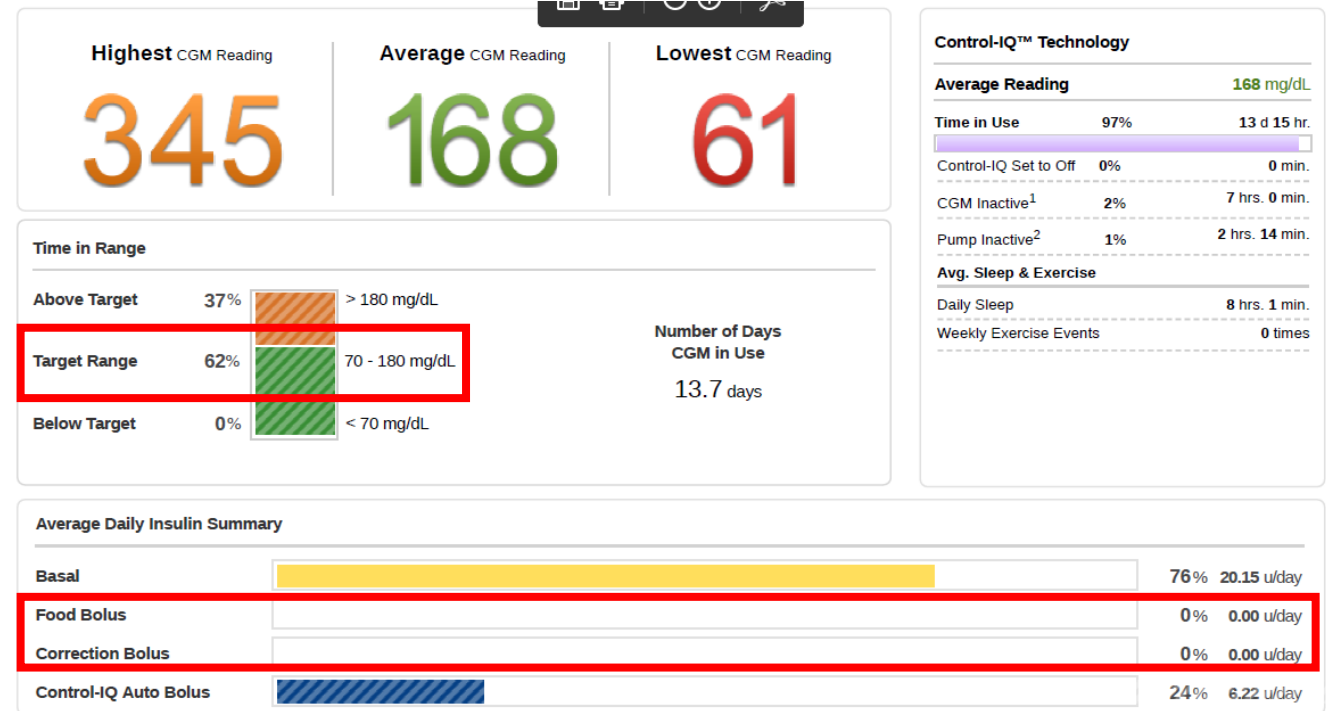 Highest CGM Reading
345
Average CGM Reading
168
Lowest CGM Reading
61
Time in Range
Above Target 37% > 180 mg/dL
Target Range 62% 70 - 180 mg/dL
Below Target 0% < 70 mg/dL
Number of Days
CGM in Use
13.7 days
Control-IQ™ Technology
Average Reading 168 mg/dL
Time in Use 97% 13 d 15 hr.
Control-IQ Set to Off 0% 0 min.
CGM Inactive1 2% 7 hrs. 0 min.
Pump Inactive2 1% 2 hrs. 14 min.
Avg. Sleep & Exercise
Daily Sleep 8 hrs. 1 min.
Weekly Exercise Events 0 times
Average Daily Insulin Summary
Basal 76% 20.15 u/day
Food Bolus 0% 0.00 u/day
Correction Bolus 0% 0.00 u/day
Control-IQ Auto Bolus 24% 6.22 u/day